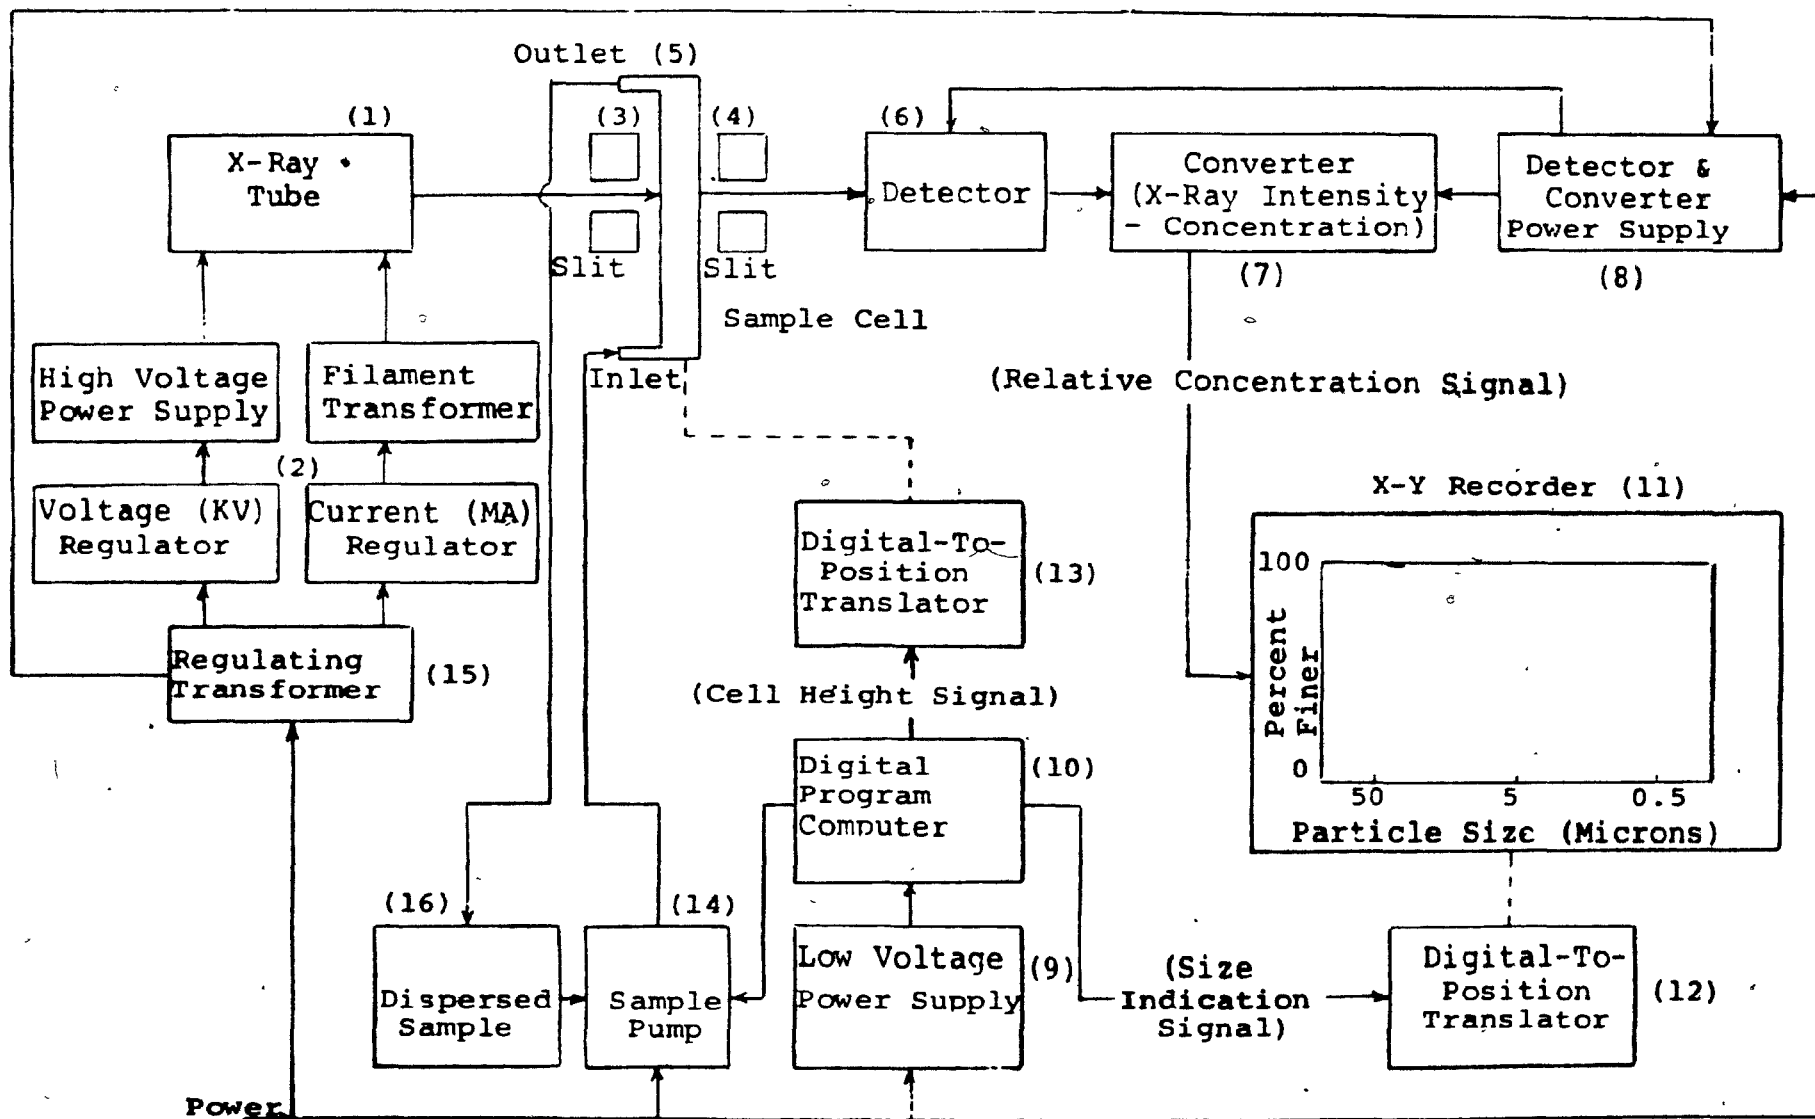 Outlet (5)
(1)
X-Ray
Tube
(3)
(4)
Slit
Slit
(6)
Detector
Converter
(X-Ray Intensity
- Concentration)
(7)
Detector &
Converter
Power Supply
(8)
Sample Cell
Inlet
High Voltage
Power Supply
Filament
Transformer
(2)
Voltage (KV)
Regulator
Current (MA)
Regulator
Regulating
Transformer
(15)
(Relative Concentration Signal)
X-Y Recorder (11)
100
Percent
Finer
0
50 5 0.5
Particle Size (Microns)
Digital-To-
Position
Translator
(13)
(Cell Height Signal)
Digital
Program
Computer
(10)
(16)
Dispersed
Sample
(14)
Sample
Pump
Low Voltage
Power Supply
(9)
(Size
Indication
Signal)
Digital-To-
Position
Translator
(12)
Power